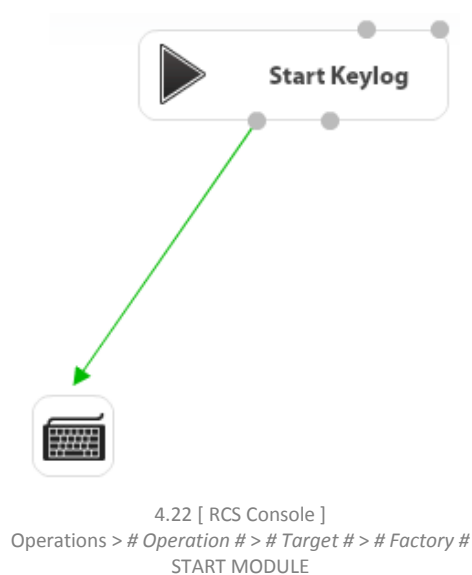 Start Keylog
4.22 [ RCS Console ]
Operations > # Operation # > # Target # > # Factory #
START MODULE